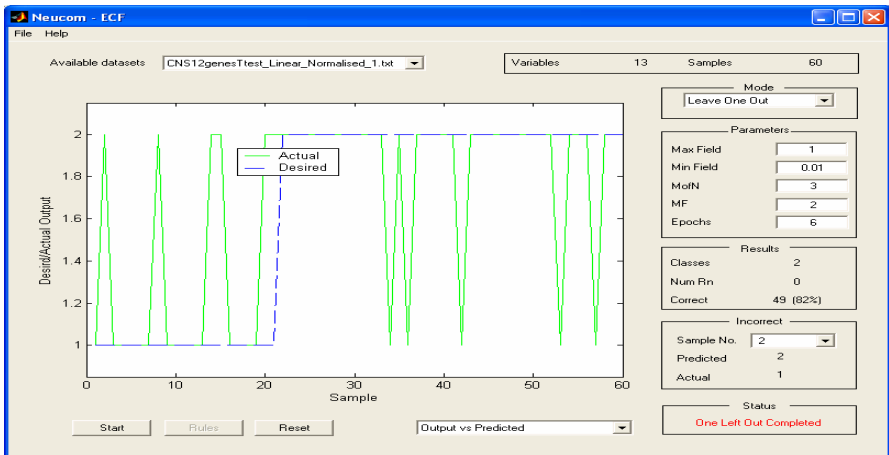 Neucom - ECF
File Help
Available datasets CNS12genesTtest_Linear_Normalised_1.txt
Variables 13 Samples 60
Mode
Leave One Out
Parameters
Max Field 1
Min Field 0.01
MofN 3
MF 2
Epochs 6
Results
Classes 2
Num Rn 0
Correct 49 (82%)
Incorrect
Sample No. 2
Predicted 2
Actual 1
Status
One Left Out Completed
Desird/Actual Output
2
1.8
1.6
1.4
1.2
1
Actual
Desired
0 10 20 30 40 50 60
Sample
Start Rules Reset Output vs Predicted